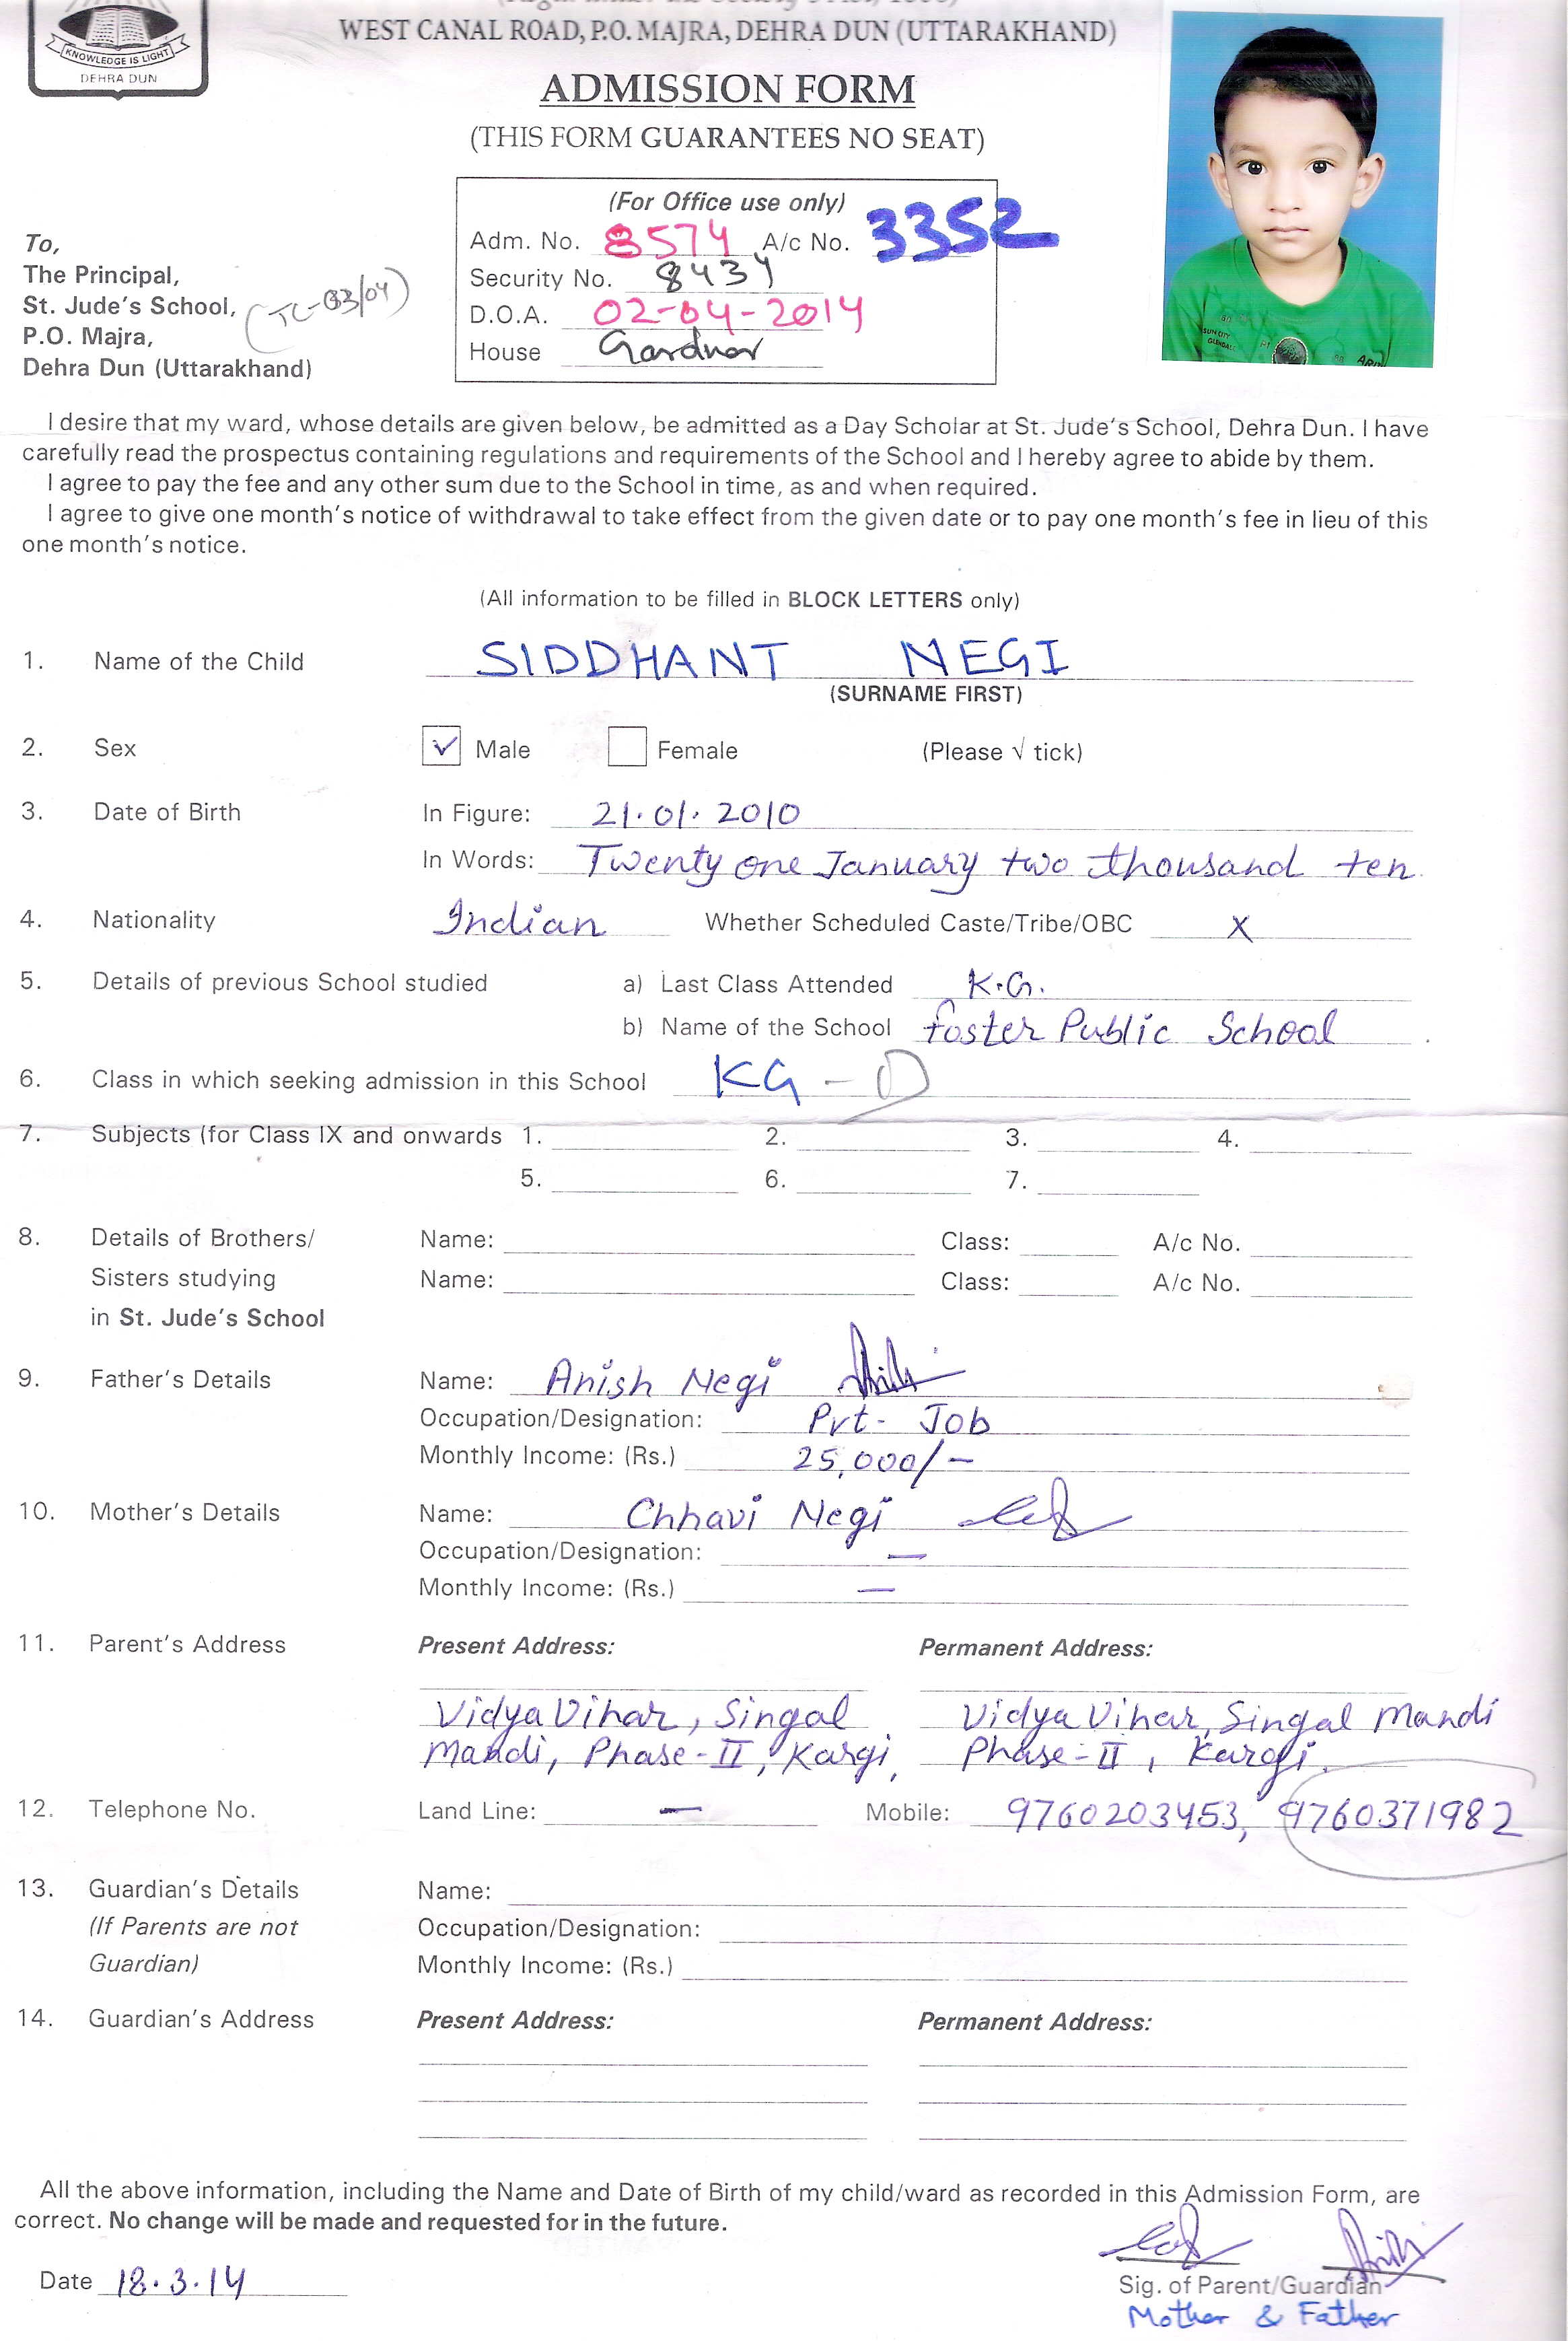 KNOWLEDGE IS LIGHT
DEHRA DUN
WEST CANAL ROAD, P.O. MAJRA, DEHRA DUN (UTTARAKHAND)
ADMISSION FORM
(THIS FORM GUARANTEES NO SEAT)
(For Office use only)
Adm. No. 8574 A/c No. 3352
Security No. 8434
D.O.A. 02-04-2014
House Gardner
To,
The Principal,
St. Jude's School,
P.O. Majra,
Dehra Dun (Uttarakhand)
I desire that my ward, whose details are given below, be admitted as a Day Scholar at St. Jude's School, Dehra Dun. I have
carefully read the prospectus containing regulations and requirements of the School and I hereby agree to abide by them.
I agree to pay the fee and any other sum due to the School in time, as and when required.
I agree to give one month's notice of withdrawal to take effect from the given date or to pay one month's fee in lieu of this
one month's notice.
(All information to be filled in BLOCK LETTERS only)
1. Name of the Child SIDDHANT NEGI
(SURNAME FIRST)
2. Sex ✓ Male Female (Please √ tick)
3. Date of Birth In Figure: 21.01.2010
In Words: Twenty one January two thousand ten
4. Nationality Indian Whether Scheduled Caste/Tribe/OBC X
5. Details of previous School studied a) Last Class Attended K.G.
b) Name of the School foster Public School
6. Class in which seeking admission in this School KG - D
7. Subjects (for Class IX and onwards 1. 2. 3. 4.
5. 6. 7.
8. Details of Brothers/ Name: Class: A/c No.
Sisters studying Name: Class: A/c No.
in St. Jude's School
9. Father's Details Name: Anish Negi
Occupation/Designation: Pvt- Job
Monthly Income: (Rs.) 25,000/-
10. Mother's Details Name: Chhavi Negi
Occupation/Designation: —
Monthly Income: (Rs.) —
11. Parent's Address Present Address: Permanent Address:
Vidya Vihar, Singal Vidya Vihar, Singal Mandi
Mandi, Phase-II, Kargi, Phase-II, Kargi.
12. Telephone No. Land Line: — Mobile: 9760203453, 9760371982
13. Guardian's Details Name:
(If Parents are not Occupation/Designation:
Guardian) Monthly Income: (Rs.)
14. Guardian's Address Present Address: Permanent Address:
All the above information, including the Name and Date of Birth of my child/ward as recorded in this Admission Form, are
correct. No change will be made and requested for in the future.
Date 18.3.14
Sig. of Parent/Guardian
Mother & Father